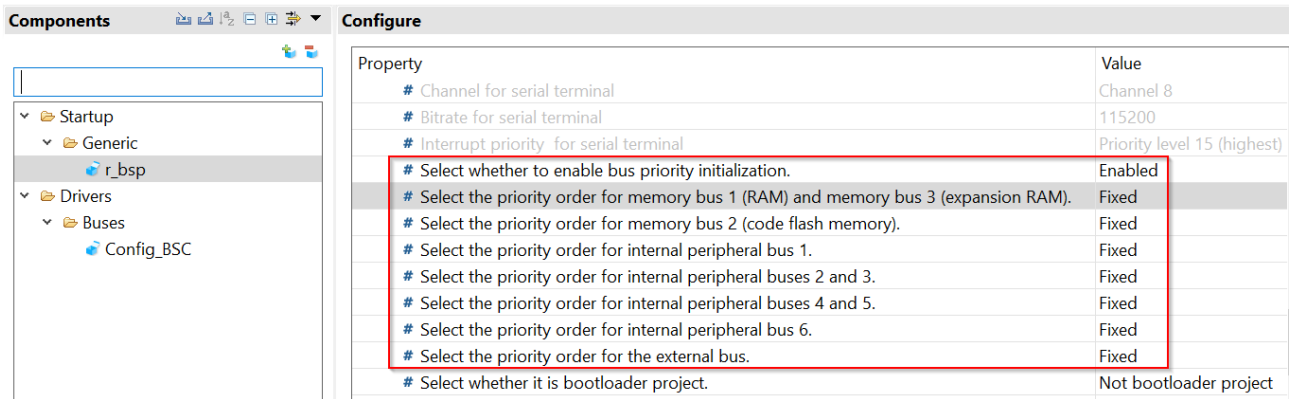 Components
Configure
Startup
Generic
r_bsp
Drivers
Buses
Config_BSC
Property Value
# Channel for serial terminal Channel 8
# Bitrate for serial terminal 115200
# Interrupt priority  for serial terminal Priority level 15 (highest)
# Select whether to enable bus priority initialization. Enabled
# Select the priority order for memory bus 1 (RAM) and memory bus 3 (expansion RAM). Fixed
# Select the priority order for memory bus 2 (code flash memory). Fixed
# Select the priority order for internal peripheral bus 1. Fixed
# Select the priority order for internal peripheral buses 2 and 3. Fixed
# Select the priority order for internal peripheral buses 4 and 5. Fixed
# Select the priority order for internal peripheral bus 6. Fixed
# Select the priority order for the external bus. Fixed
# Select whether it is bootloader project. Not bootloader project